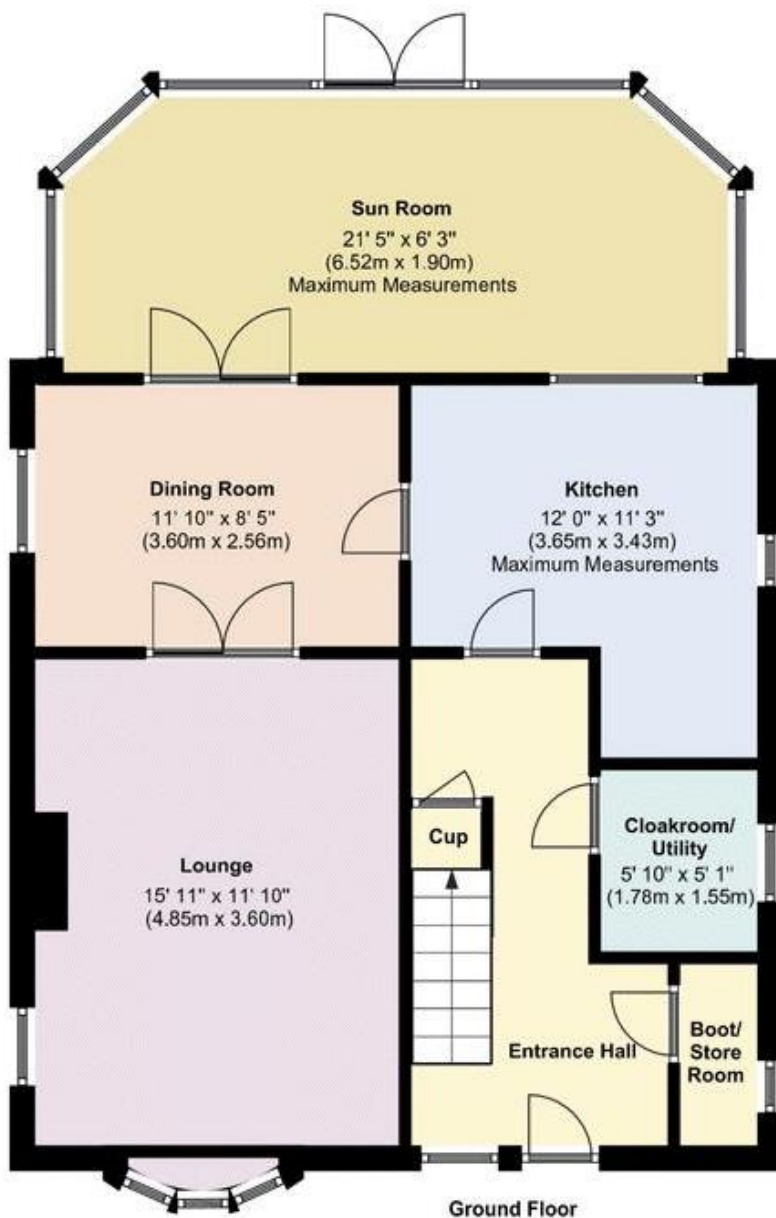 Sun Room
21' 5" x 6' 3"
(6.52m x 1.90m)
Maximum Measurements
Dining Room
11' 10" x 8' 5"
(3.60m x 2.56m)
Kitchen
12' 0" x 11' 3"
(3.65m x 3.43m)
Maximum Measurements
Lounge
15' 11" x 11' 10"
(4.85m x 3.60m)
Cup
Cloakroom/
Utility
5' 10" x 5' 1"
(1.78m x 1.55m)
Entrance Hall
Boot/
Store
Room
Ground Floor